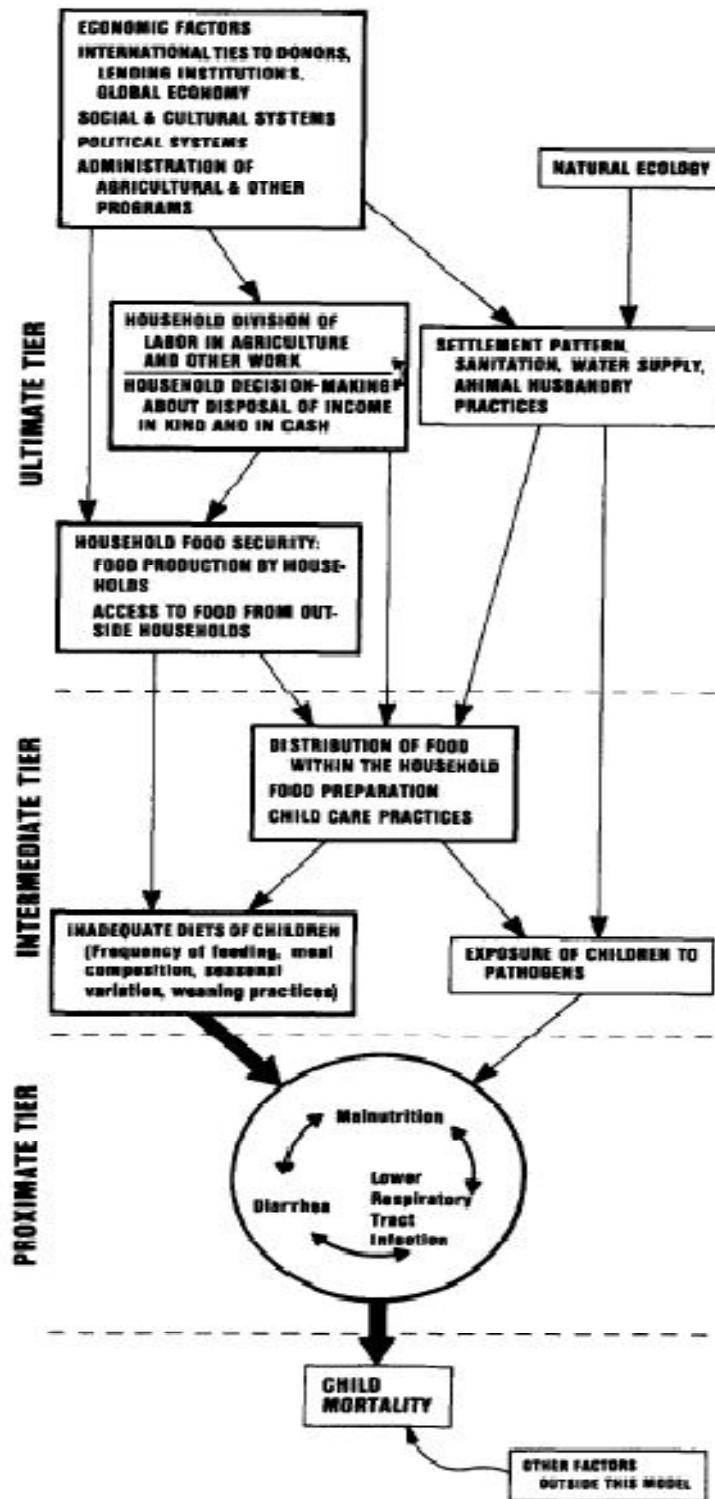 ECONOMIC FACTORS
INTERNATIONAL TIES TO DONORS,
LENDING INSTITUTIONS,
GLOBAL ECONOMY
SOCIAL & CULTURAL SYSTEMS
POLITICAL SYSTEMS
ADMINISTRATION OF
AGRICULTURAL & OTHER
PROGRAMS
NATURAL ECOLOGY
ULTIMATE TIER
HOUSEHOLD DIVISION OF
LABOR IN AGRICULTURE
AND OTHER WORK
HOUSEHOLD DECISION-MAKING
ABOUT DISPOSAL OF INCOME
IN KIND AND IN CASH
SETTLEMENT PATTERN,
SANITATION, WATER SUPPLY,
ANIMAL HUSBANDRY
PRACTICES
HOUSEHOLD FOOD SECURITY:
FOOD PRODUCTION BY HOUSE-
HOLDS
ACCESS TO FOOD FROM OUT-
SIDE HOUSEHOLDS
INTERMEDIATE TIER
DISTRIBUTION OF FOOD
WITHIN THE HOUSEHOLD
FOOD PREPARATION
CHILD CARE PRACTICES
INADEQUATE DIETS OF CHILDREN
(Frequency of feeding, meal
composition, seasonal
variation, weaning practices)
EXPOSURE OF CHILDREN TO
PATHOGENS
PROXIMATE TIER
Malnutrition
Diarrhea
Lower
Respiratory
Tract
Infection
CHILD
MORTALITY
OTHER FACTORS
OUTSIDE THIS MODEL